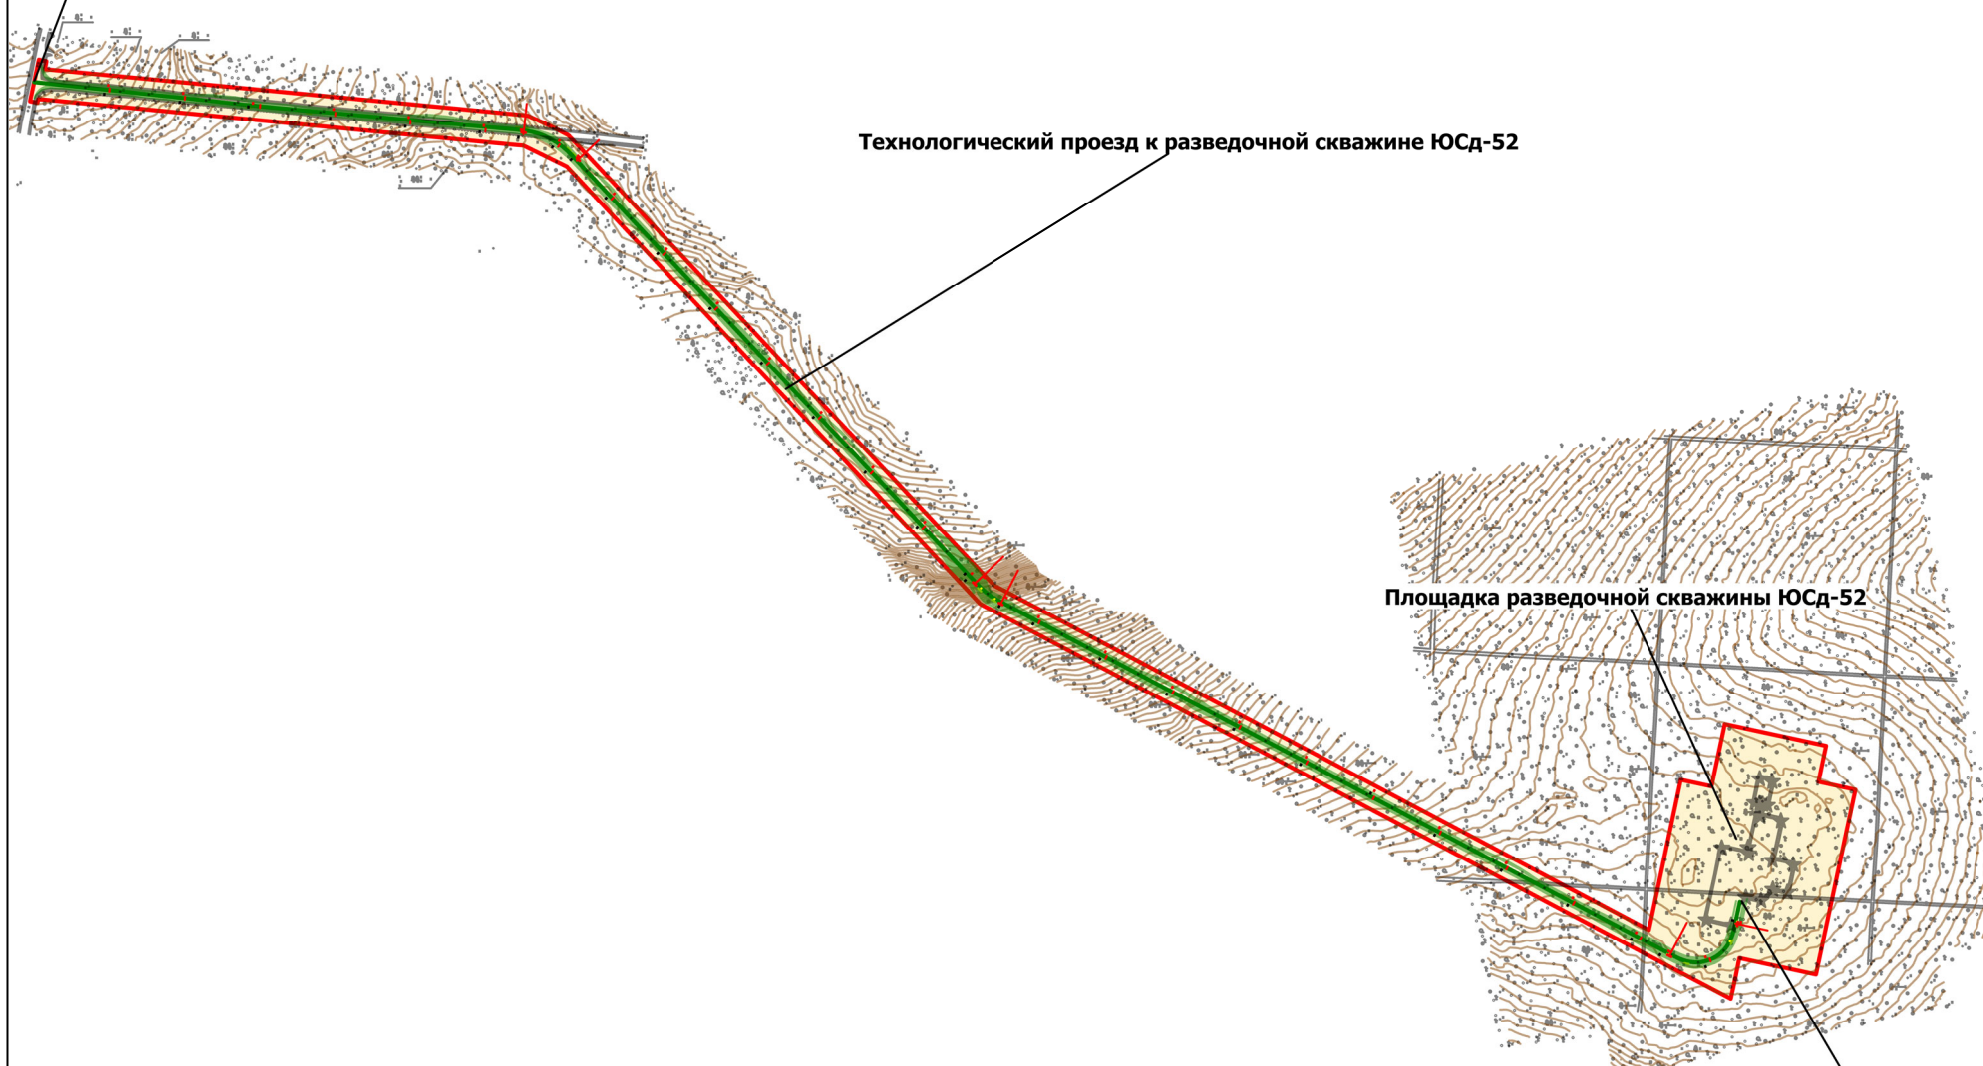 Технологический проезд к разведочной скважине ЮСд-52
Площадка разведочной скважины ЮСд-52